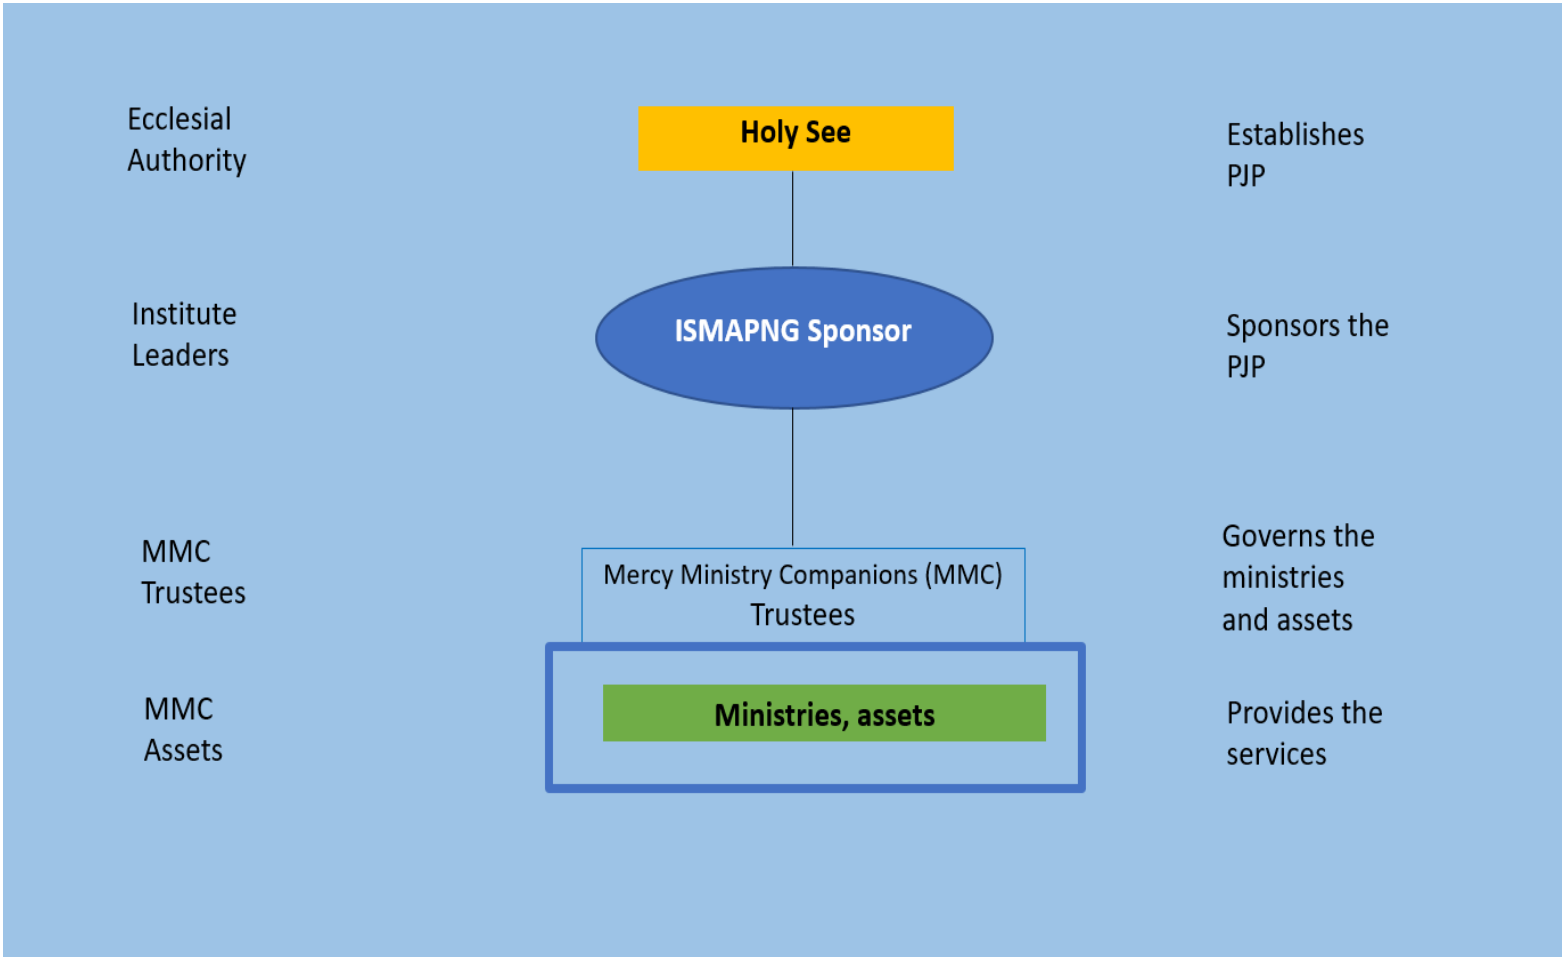 Ecclesial
Authority
Holy See
Establishes
PJP
Institute
Leaders
ISMAPNG Sponsor
Sponsors the
PJP
MMC
Trustees
Mercy Ministry Companions (MMC)
Trustees
Governs the
ministries
and assets
MMC
Assets
Ministries, assets
Provides the
services